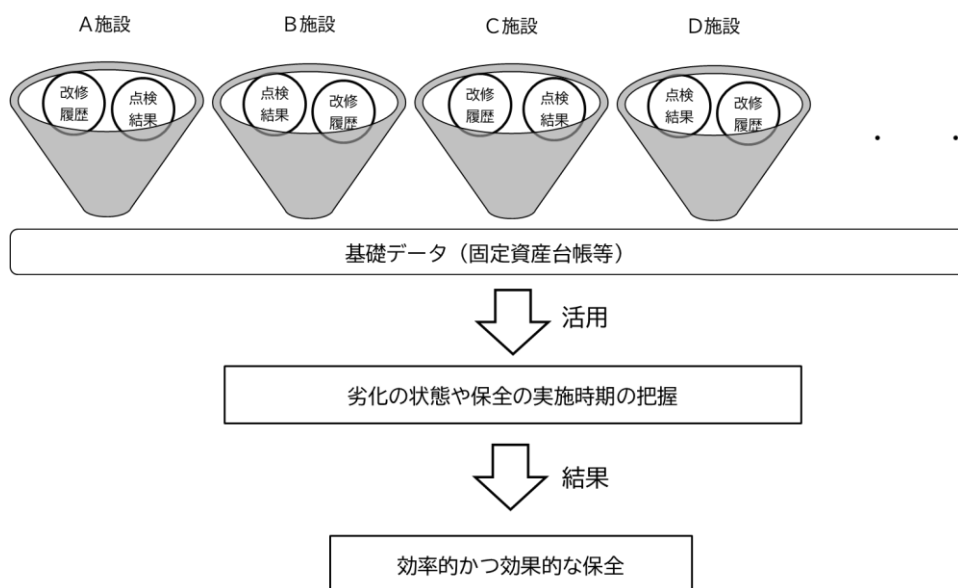 A施設
B施設
C施設
D施設
改修
履歴
点検
結果
点検
結果
改修
履歴
改修
履歴
点検
結果
点検
結果
改修
履歴
・ ・
基礎データ（固定資産台帳等）
活用
劣化の状態や保全の実施時期の把握
結果
効率的かつ効果的な保全